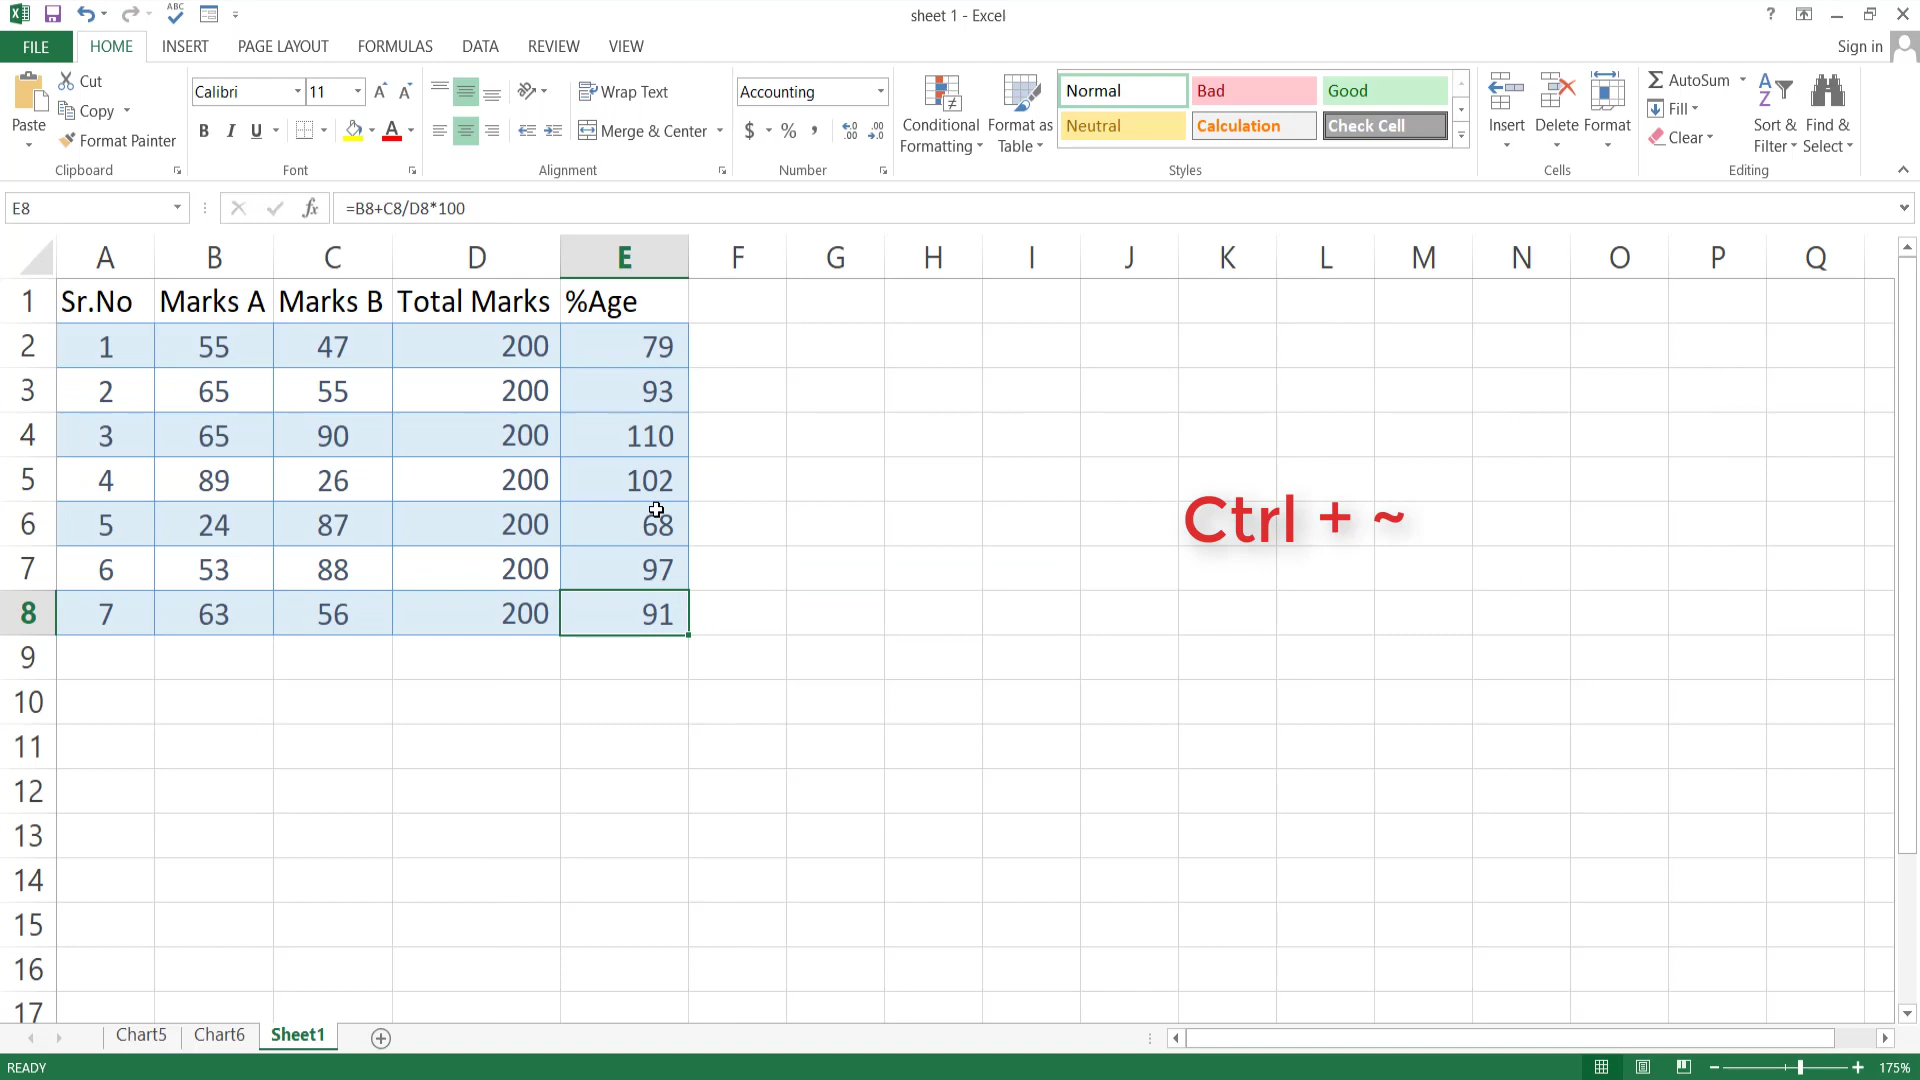 ABC
sheet 1 - Excel
?
FILE HOME INSERT PAGE LAYOUT FORMULAS DATA REVIEW VIEW Sign in
Paste
Cut
Copy
Format Painter
Clipboard
Calibri 11
B I U A
Font
Wrap Text
Merge & Center
Alignment
Accounting
$ % ,
Number
Conditional Formatting
Format as Table
Normal Bad Good
Neutral Calculation Check Cell
Styles
Insert Delete Format
Cells
AutoSum
Fill
Clear
Sort & Filter
Find & Select
Editing
E8 fx =B8+C8/D8*100
A B C D E F G H I J K L M N O P Q
1 Sr.No Marks A Marks B Total Marks %Age
2 1 55 47 200 79
3 2 65 55 200 93
4 3 65 90 200 110
5 4 89 26 200 102
6 5 24 87 200 68
7 6 53 88 200 97
8 7 63 56 200 91
Ctrl + ~
9
10
11
12
13
14
15
16
17
Chart5 Chart6 Sheet1
READY 175%